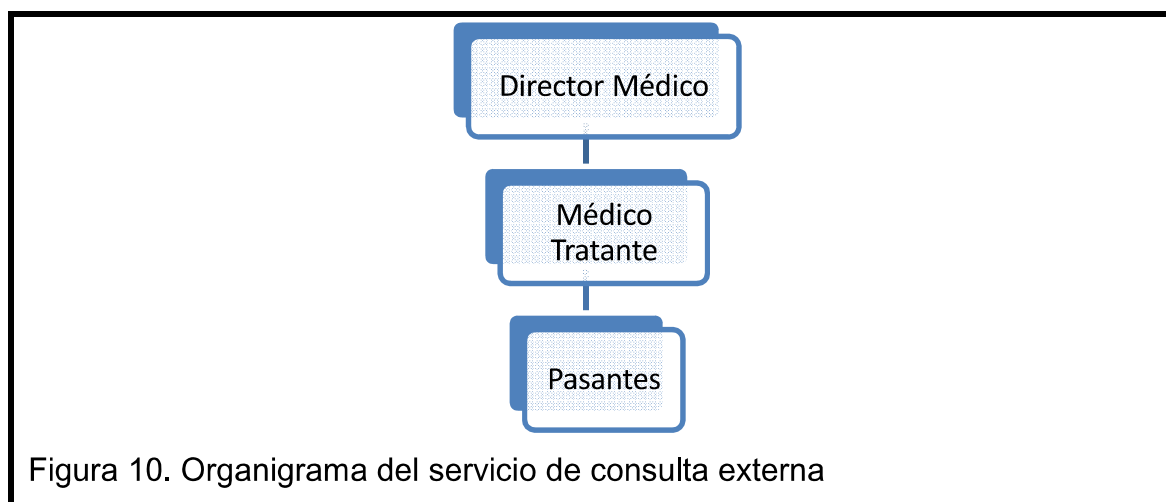 Director Médico
Médico
Tratante
Pasantes
Figura 10. Organigrama del servicio de consulta externa